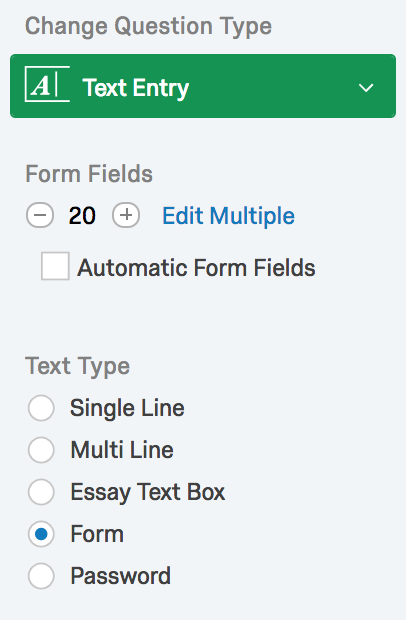 Change Question Type
A Text Entry
Form Fields
20 Edit Multiple
Automatic Form Fields
Text Type
Single Line
Multi Line
Essay Text Box
Form
Password